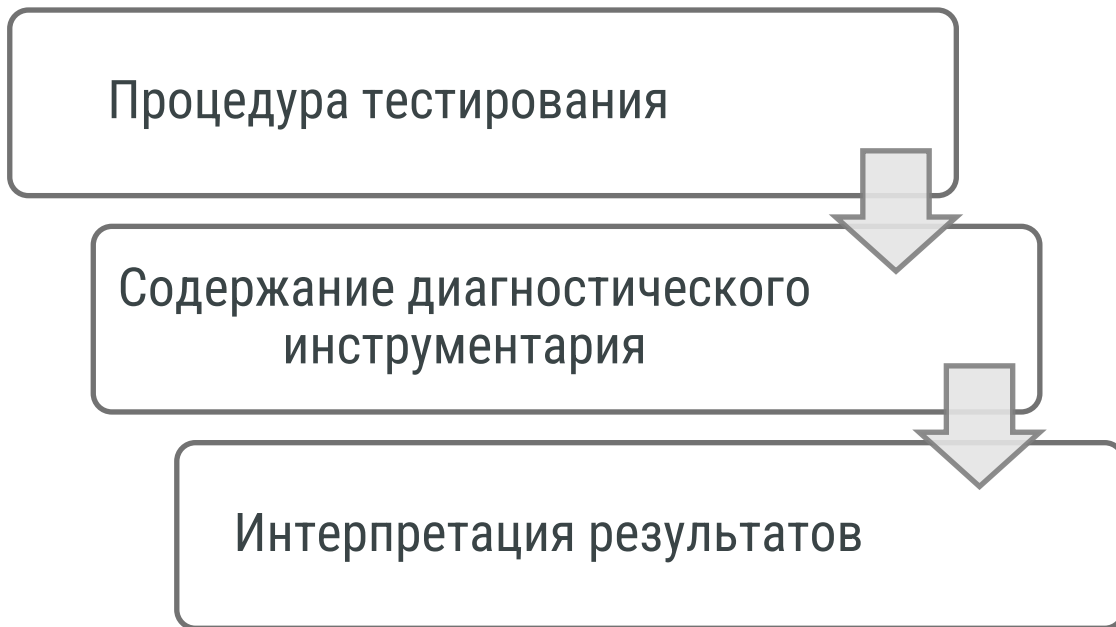 Процедура тестирования
Содержание диагностического
инструментария
Интерпретация результатов